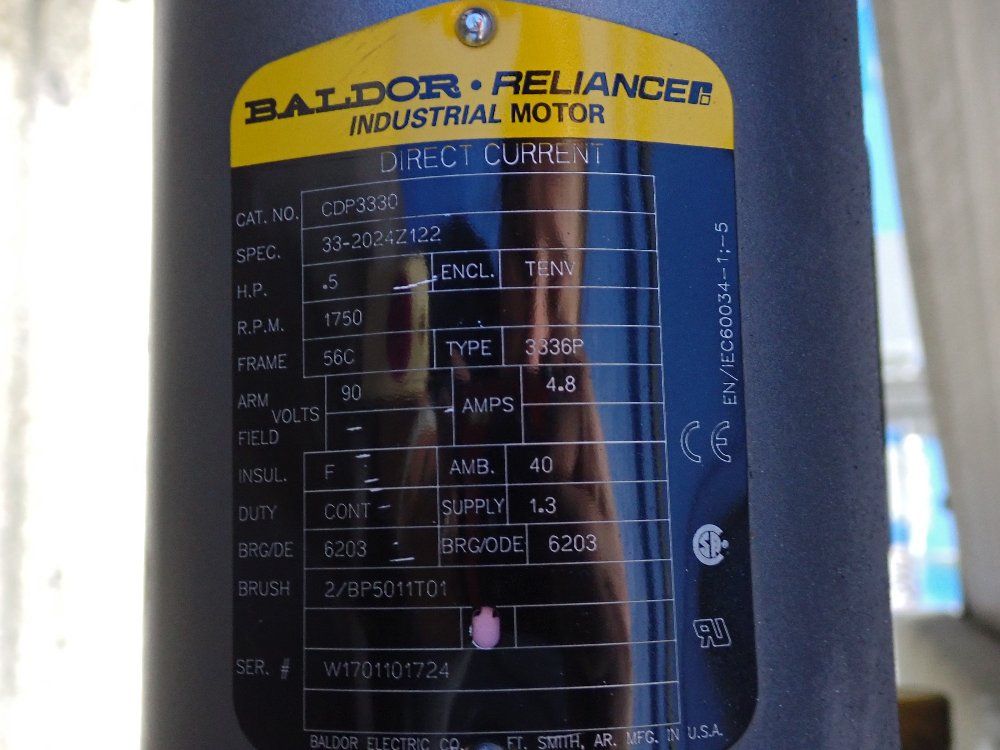 BALDOR • RELIANCE
INDUSTRIAL MOTOR
DIRECT CURRENT
CAT. NO. CDP3330
SPEC. 33-2024Z122
H.P. .5 ENCL. TENV
R.P.M. 1750
FRAME 56C TYPE 3336P
ARM VOLTS 90 AMPS 4.8
FIELD –
INSUL. F AMB. 40
DUTY CONT SUPPLY 1.3
BRG/DE 6203 BRG/ODE 6203
BRUSH 2/BP5011T01
SER. # W1701101724
BALDOR ELECTRIC CO. FT. SMITH, AR. MFG. IN U.S.A.
EN/IEC60034-1;-5
CE